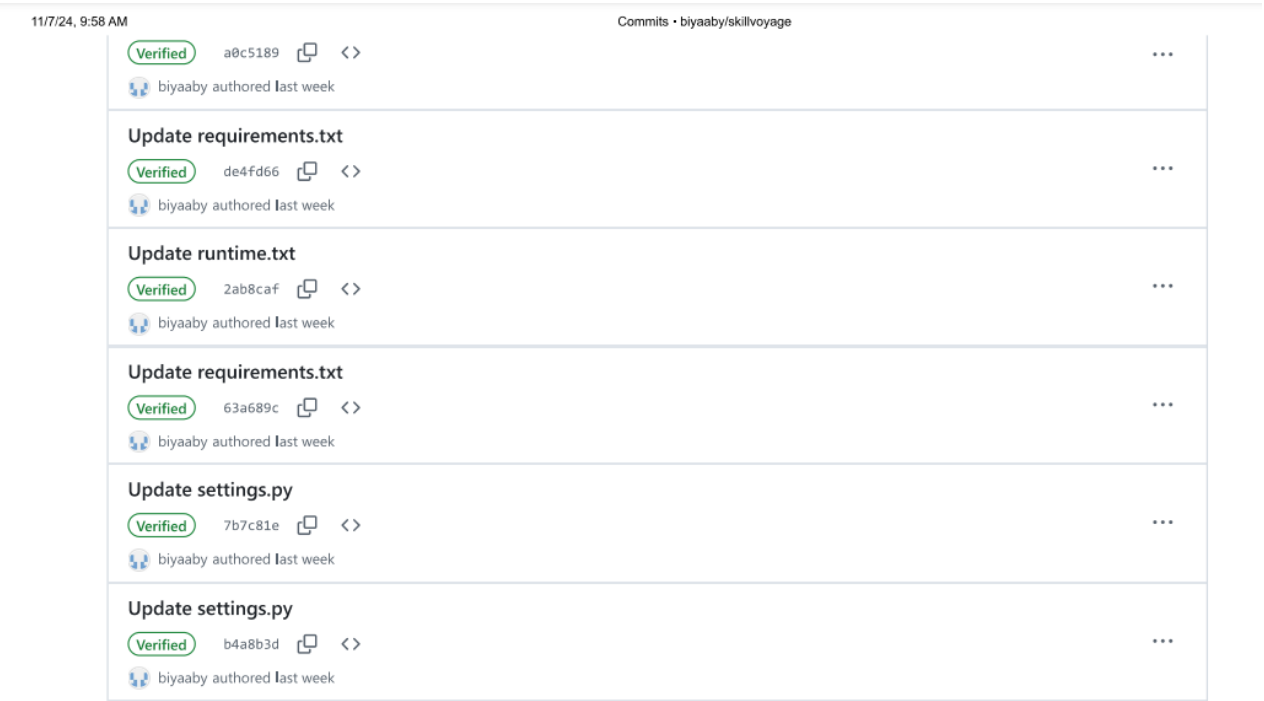 11/7/24, 9:58 AM Commits • biyaaby/skillvoyage
Verified a0c5189 <> ...
biyaaby authored last week
Update requirements.txt
Verified de4fd66 <> ...
biyaaby authored last week
Update runtime.txt
Verified 2ab8caf <> ...
biyaaby authored last week
Update requirements.txt
Verified 63a689c <> ...
biyaaby authored last week
Update settings.py
Verified 7b7c81e <> ...
biyaaby authored last week
Update settings.py
Verified b4a8b3d <> ...
biyaaby authored last week